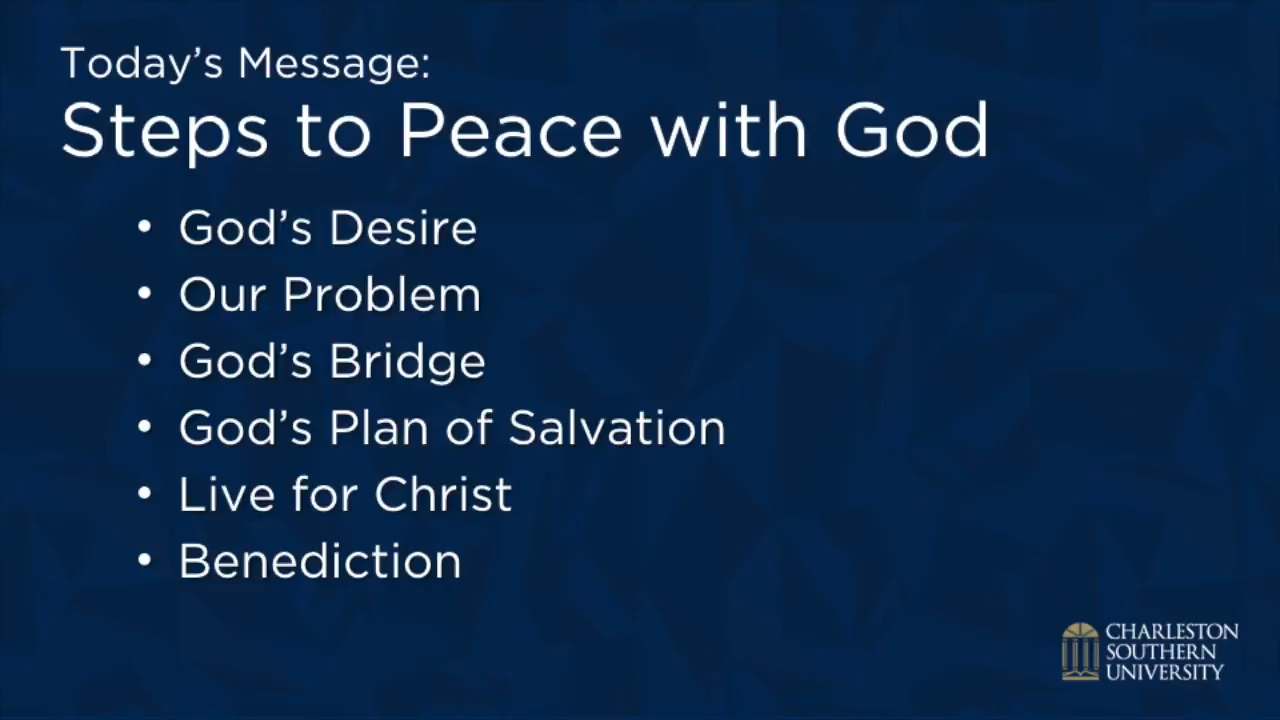 Today’s Message:
Steps to Peace with God
• God’s Desire
• Our Problem
• God’s Bridge
• God’s Plan of Salvation
• Live for Christ
• Benediction
CHARLESTON
SOUTHERN
UNIVERSITY